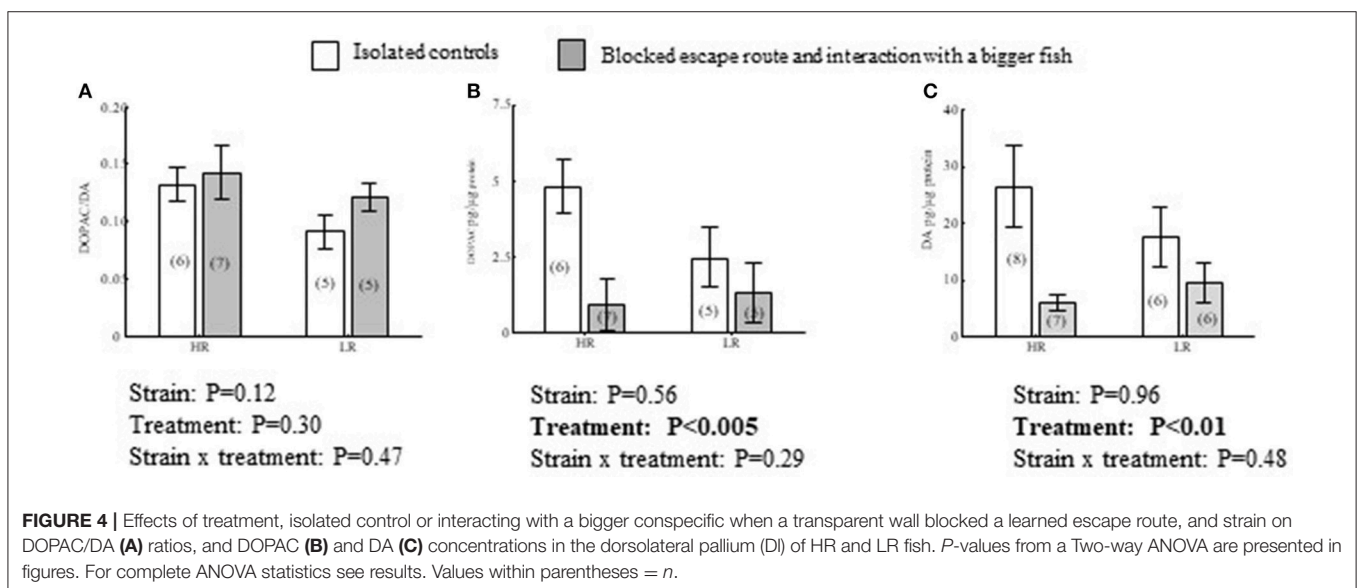 Isolated controls
Blocked escape route and interaction with a bigger fish
A
B
C
DOPAC/DA
0.20
0.15
0.10
0.05
0
(6)
(7)
(5)
(5)
HR
LR
DOPAC pg/µg protein
7.5
5
2.5
0
(6)
(7)
(5)
(5)
HR
LR
DA pg/µg protein
40
30
20
10
0
(8)
(7)
(6)
(6)
HR
LR
Strain: P=0.12
Treatment: P=0.30
Strain x treatment: P=0.47
Strain: P=0.56
Treatment: P<0.005
Strain x treatment: P=0.29
Strain: P=0.96
Treatment: P<0.01
Strain x treatment: P=0.48
FIGURE 4 | Effects of treatment, isolated control or interacting with a bigger conspecific when a transparent wall blocked a learned escape route, and strain on
DOPAC/DA (A) ratios, and DOPAC (B) and DA (C) concentrations in the dorsolateral pallium (Dl) of HR and LR fish. P-values from a Two-way ANOVA are presented in
figures. For complete ANOVA statistics see results. Values within parentheses = n.